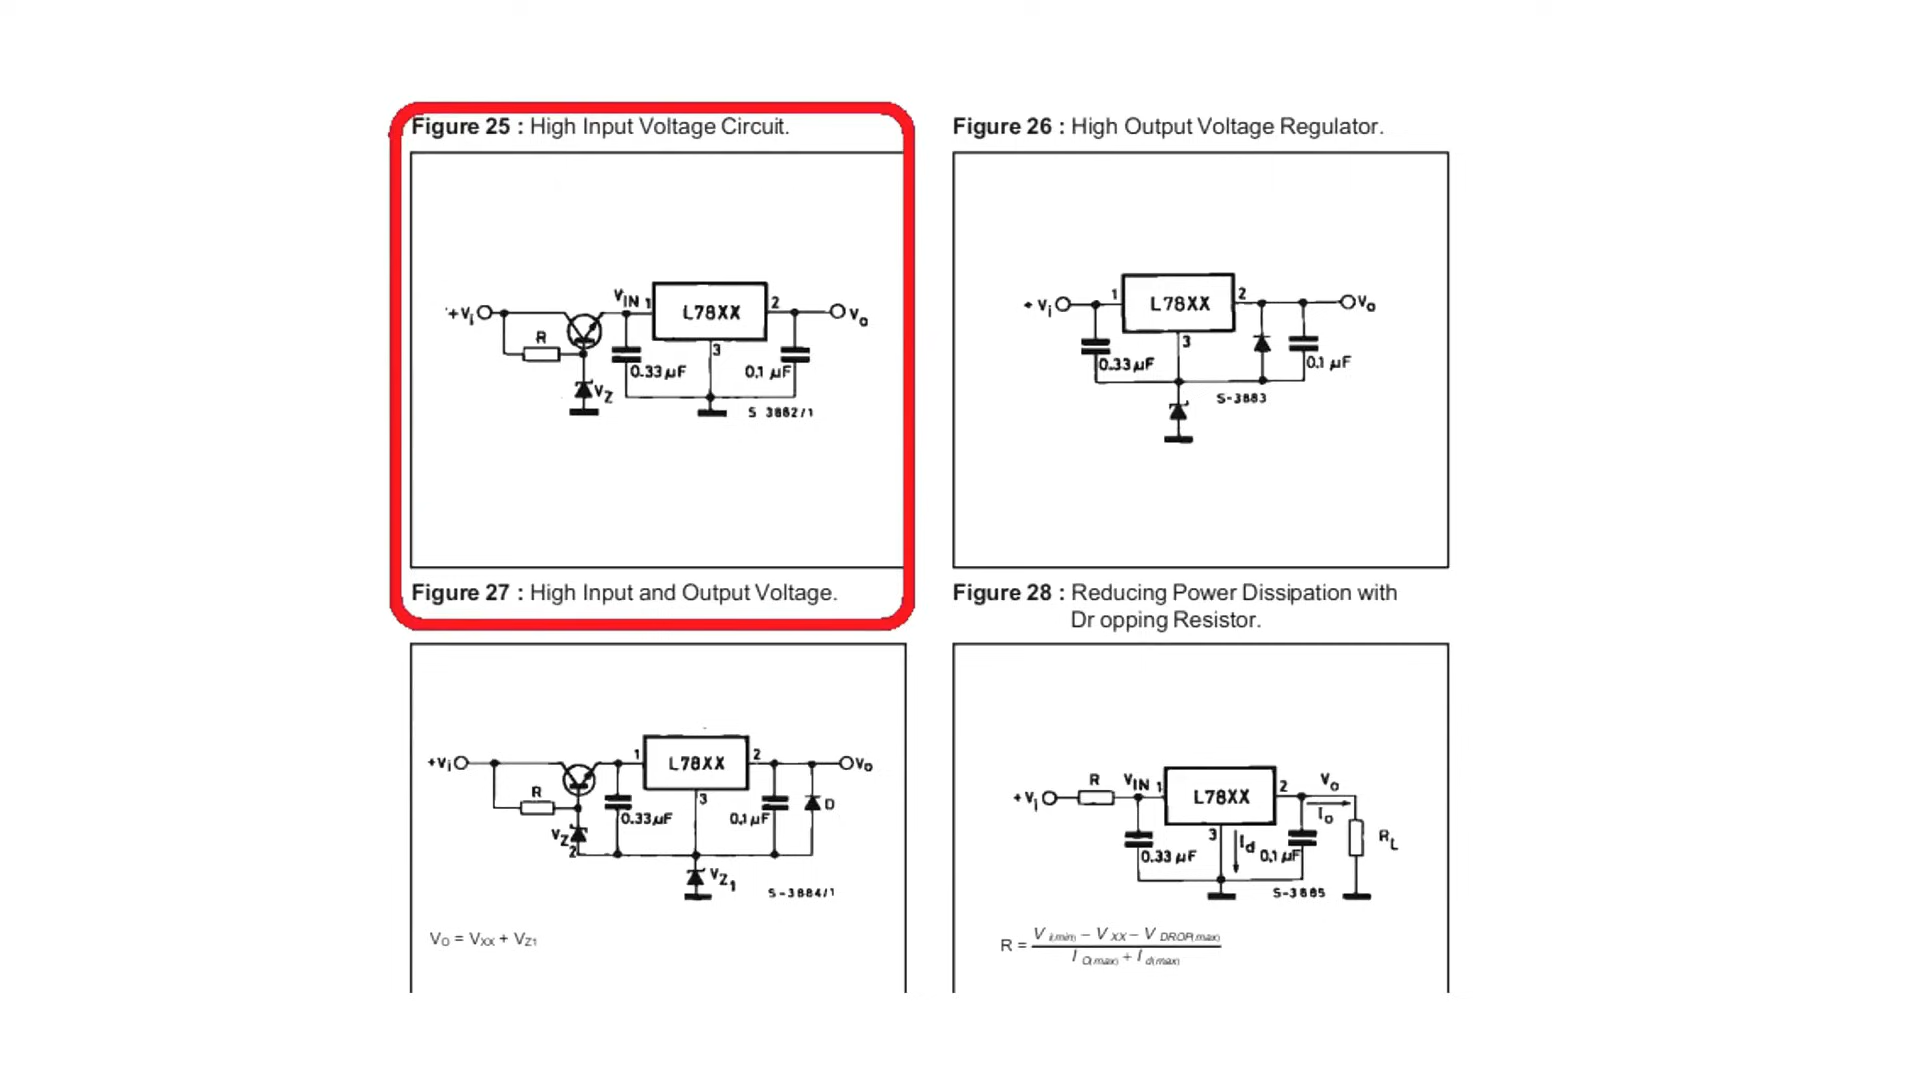 Figure 25 : High Input Voltage Circuit.
+Vi
R
VZ
VIN
1
L78XX
2
3
0.33 µF
0.1 µF
Vo
S 3882/1
Figure 26 : High Output Voltage Regulator.
+ Vi
1
L78XX
2
3
0.33 µF
0.1 µF
Vo
S-3883
Figure 27 : High Input and Output Voltage.
+Vi
R
VZ2
1
L78XX
2
3
0.33 µF
0.1 µF
D
Vo
VZ1
S-3884/1
VO = VXX + VZ1
Figure 28 : Reducing Power Dissipation with
Dr opping Resistor.
+Vi
R
VIN
1
L78XX
2
3
Vo
Io
Id
0.33 µF
0.1 µF
RL
S-3885
R = V i(min) – V XX – V DROP(max)
I O(max) + I d(max)